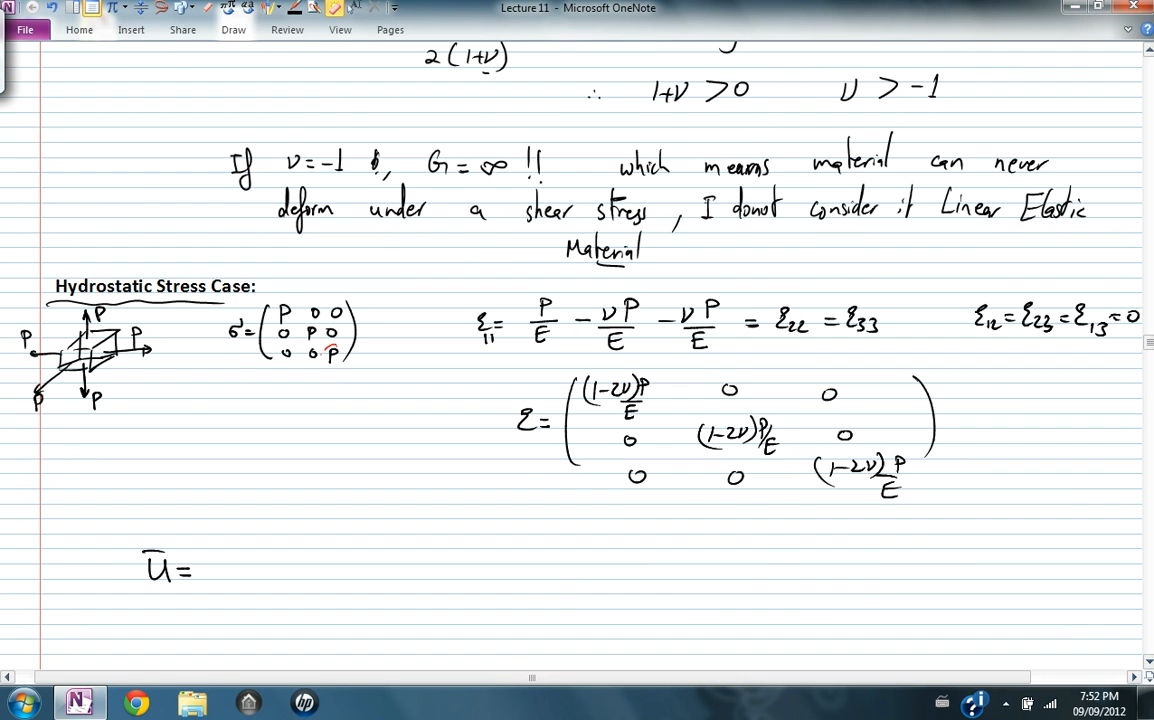 Lecture 11 - Microsoft OneNote
File Home Insert Share Draw Review View Pages
2(1+ν)
∴ 1+ν > 0 ν > -1
If ν = -1 , G = ∞ !! which means material can never
deform under a shear stress, I donot consider it Linear Elastic
Material
Hydrostatic Stress Case:
P P P P P
σ = ( P 0 0
0 P 0
0 0 P )
ε11 = P/E - νP/E - νP/E = ε22 = ε33 ε12 = ε23 = ε13 = 0
ε = ( (1-2ν)P/E 0 0
0 (1-2ν)P/E 0
0 0 (1-2ν)P/E )
U̅ =
7:52 PM
09/09/2012